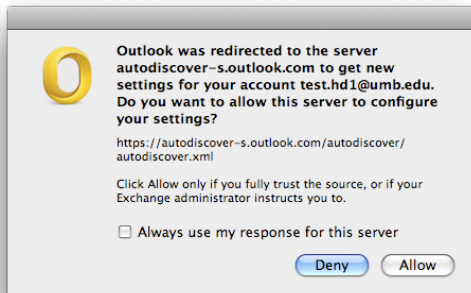 Outlook was redirected to the server
autodiscover-s.outlook.com to get new
settings for your account test.hd1@umb.edu.
Do you want to allow this server to configure
your settings?
https://autodiscover-s.outlook.com/autodiscover/
autodiscover.xml
Click Allow only if you fully trust the source, or if your
Exchange administrator instructs you to.
Always use my response for this server
Deny Allow